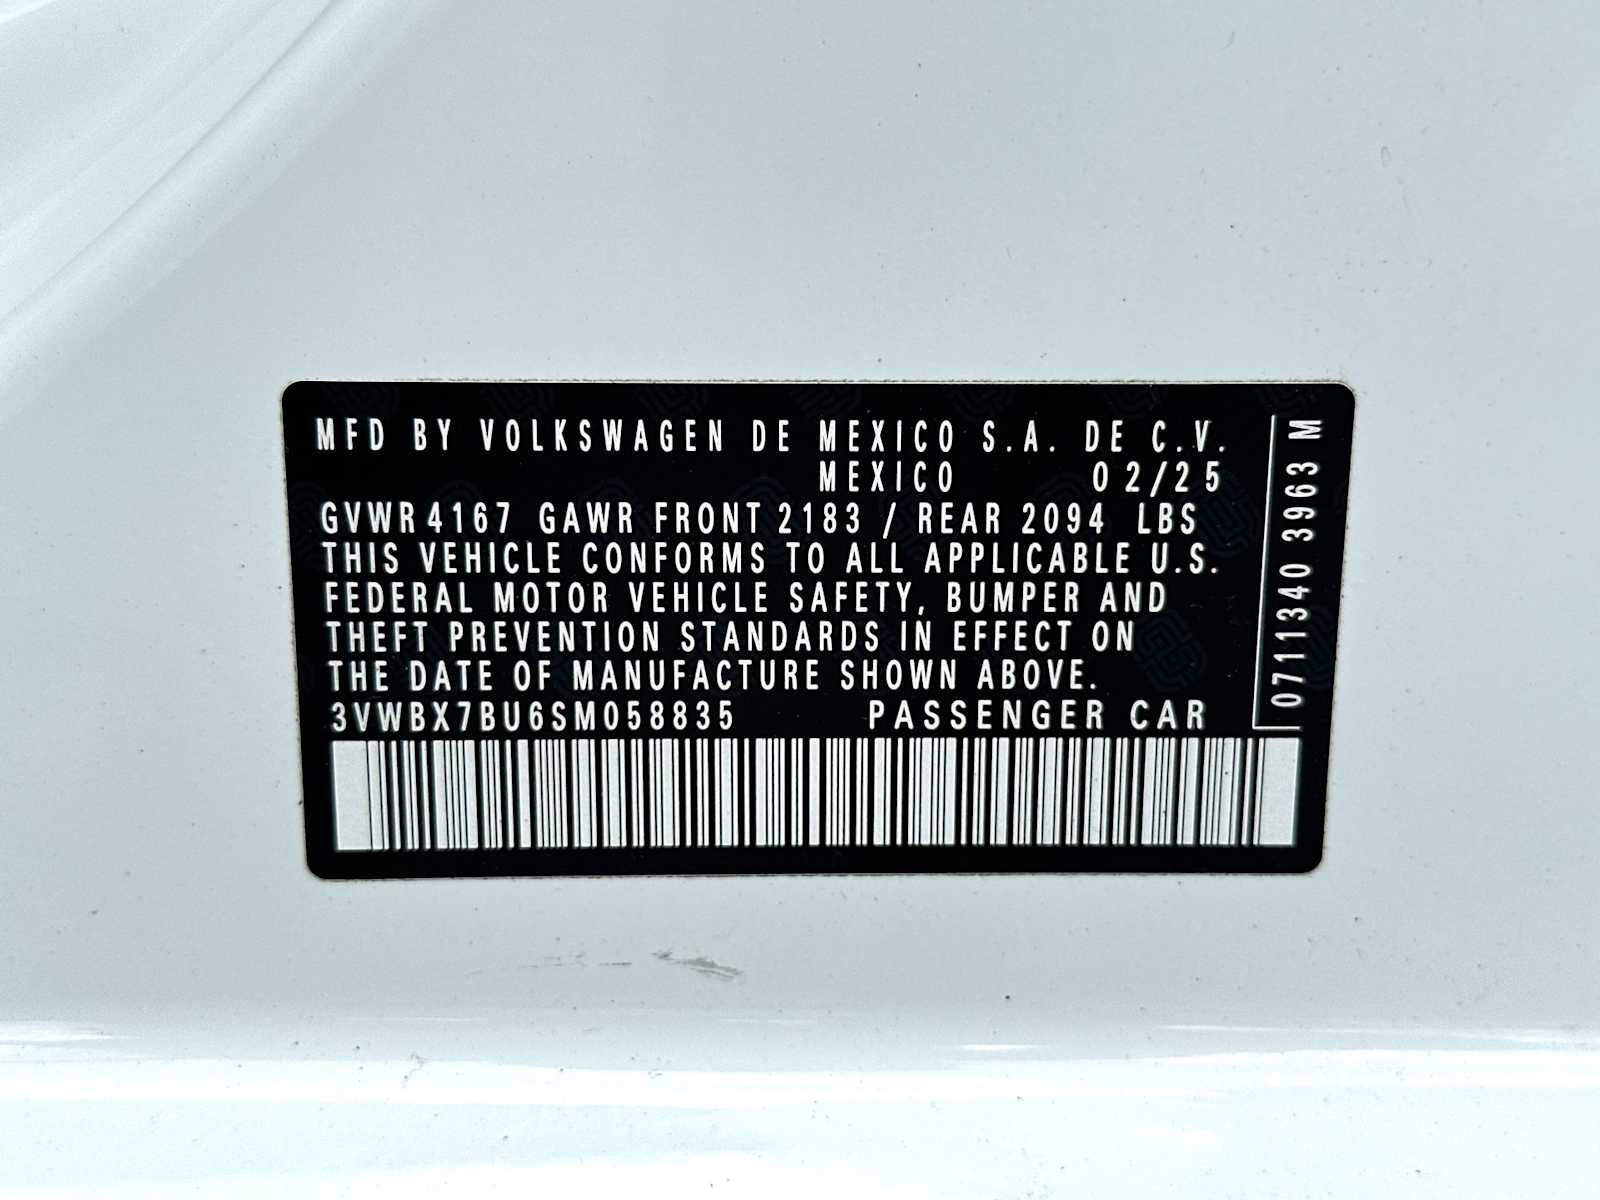 MFD BY VOLKSWAGEN DE MEXICO S.A. DE C.V.
MEXICO 02/25
GVWR 4167 GAWR FRONT 2183 / REAR 2094 LBS
THIS VEHICLE CONFORMS TO ALL APPLICABLE U.S.
FEDERAL MOTOR VEHICLE SAFETY, BUMPER AND
THEFT PREVENTION STANDARDS IN EFFECT ON
THE DATE OF MANUFACTURE SHOWN ABOVE.
3VWBX7BU6SM058835 PASSENGER CAR
0711340 3963 M